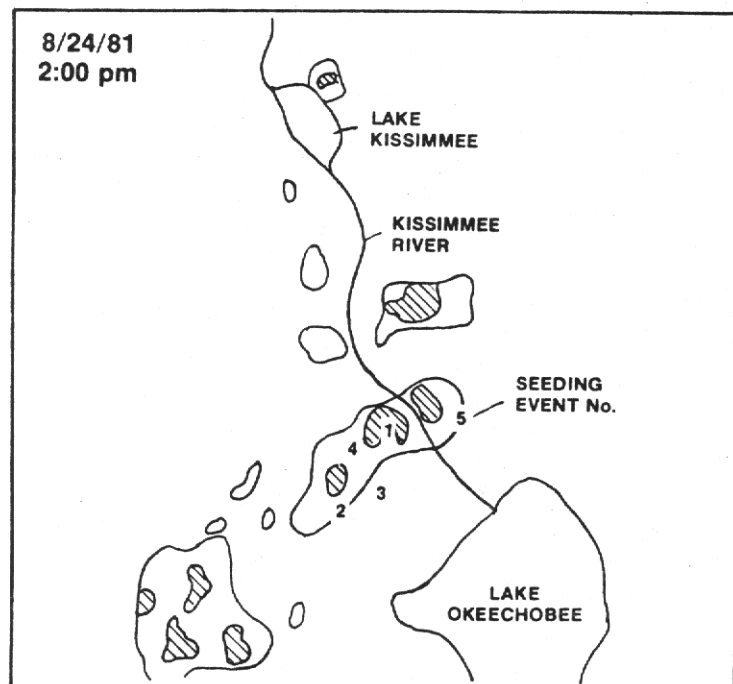 8/24/81
2:00 pm
LAKE
KISSIMMEE
KISSIMMEE
RIVER
SEEDING
EVENT No.
5
1
4
3
2
LAKE
OKEECHOBEE